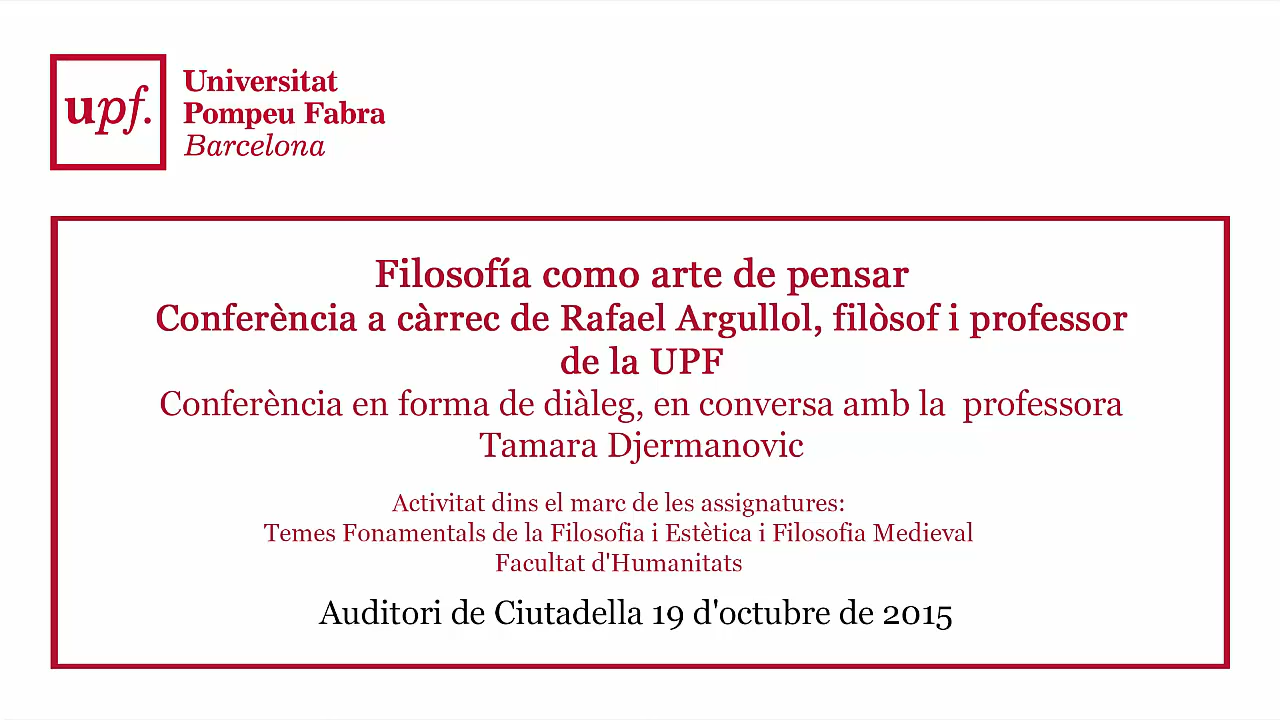 upf.
Universitat
Pompeu Fabra
Barcelona
Filosofía como arte de pensar
Conferència a càrrec de Rafael Argullol, filòsof i professor
de la UPF
Conferència en forma de diàleg, en conversa amb la  professora
Tamara Djermanovic
Activitat dins el marc de les assignatures:
Temes Fonamentals de la Filosofia i Estètica i Filosofia Medieval
Facultat d'Humanitats
Auditori de Ciutadella 19 d'octubre de 2015